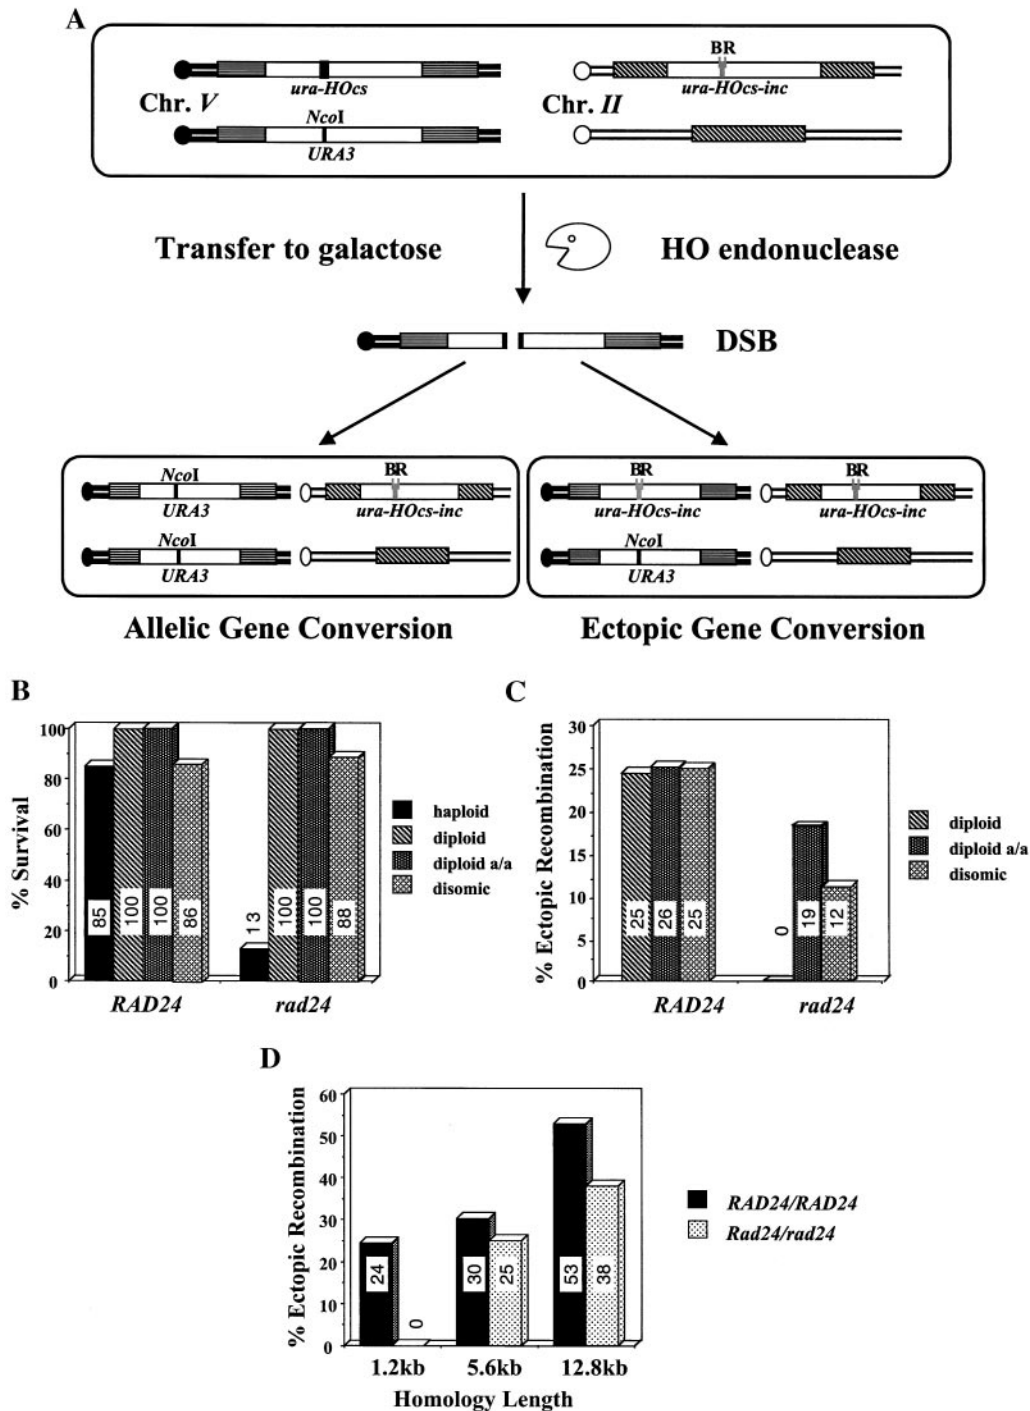 A
BR
ura-HOcs
ura-HOcs-inc
Chr. V
Chr. II
NcoI
URA3
Transfer to galactose
HO endonuclease
DSB
NcoI
BR
URA3
ura-HOcs-inc
NcoI
URA3
BR
BR
ura-HOcs-inc
ura-HOcs-inc
NcoI
URA3
Allelic Gene Conversion
Ectopic Gene Conversion
B
% Survival
100
80
60
40
20
0
85
100
100
86
13
100
100
88
RAD24
rad24
haploid
diploid
diploid a/a
disomic
C
% Ectopic Recombination
30
25
20
15
10
5
0
25
26
25
0
19
12
RAD24
rad24
diploid
diploid a/a
disomic
D
% Ectopic Recombination
60
50
40
30
20
10
0
24
0
30
25
53
38
1.2kb
5.6kb
12.8kb
Homology Length
RAD24/RAD24
Rad24/rad24